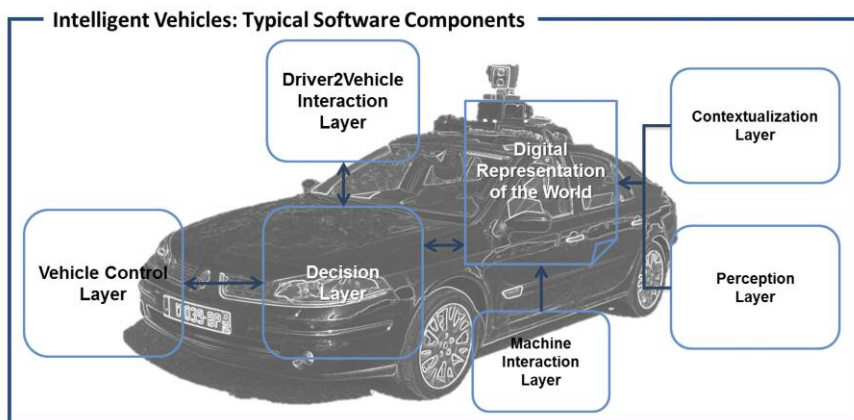 Intelligent Vehicles: Typical Software Components
Driver2Vehicle
Interaction
Layer
Contextualization
Layer
Digital
Representation
of the World
Vehicle Control
Layer
Decision
Layer
Perception
Layer
Machine
Interaction
Layer